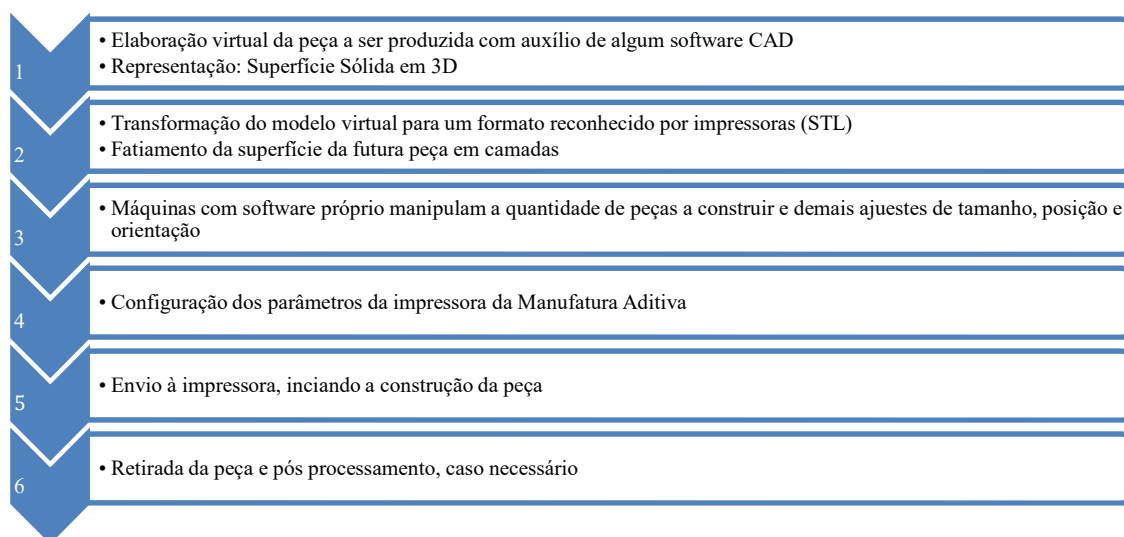 1
• Elaboração virtual da peça a ser produzida com auxílio de algum software CAD
• Representação: Superfície Sólida em 3D
2
• Transformação do modelo virtual para um formato reconhecido por impressoras (STL)
• Fatiamento da superfície da futura peça em camadas
3
• Máquinas com software próprio manipulam a quantidade de peças a construir e demais ajuestes de tamanho, posição e
orientação
4
• Configuração dos parâmetros da impressora da Manufatura Aditiva
5
• Envio à impressora, inciando a construção da peça
6
• Retirada da peça e pós processamento, caso necessário